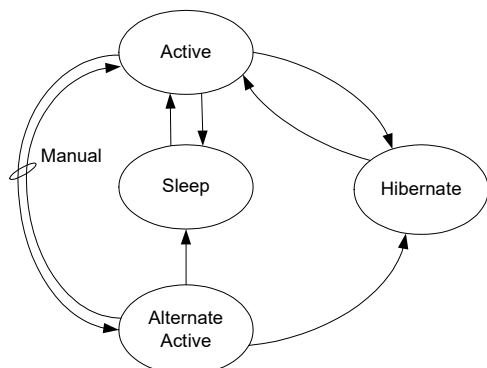 Active
Manual
Sleep
Hibernate
Alternate
Active